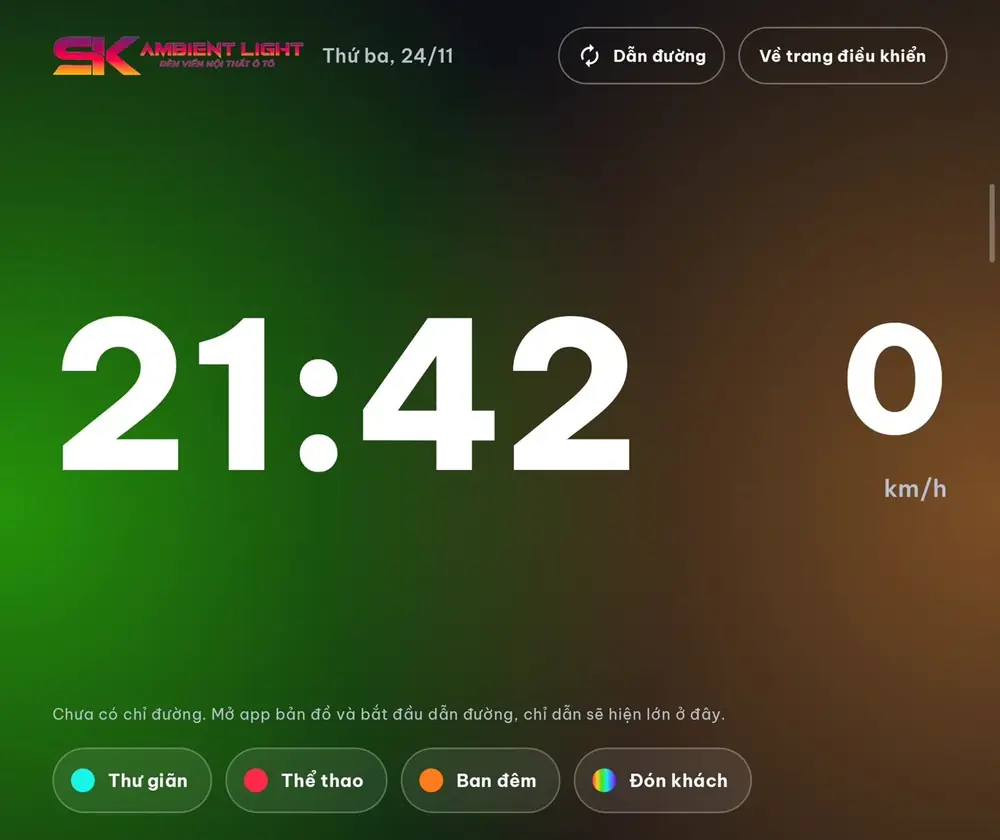 SK AMBIENT LIGHT
ĐÈN VIỀN NỘI THẤT Ô TÔ
Thứ ba, 24/11
Dẫn đường
Về trang điều khiển
21:42
0
km/h
Chưa có chỉ đường. Mở app bản đồ và bắt đầu dẫn đường, chỉ dẫn sẽ hiện lớn ở đây.
Thư giãn
Thể thao
Ban đêm
Đón khách